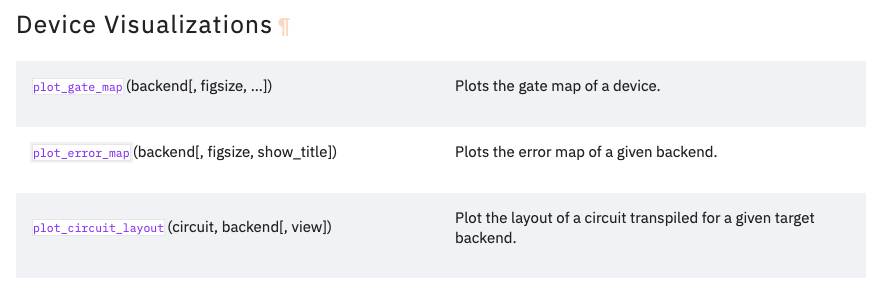 Device Visualizations ¶
plot_gate_map(backend[, figsize, ...]) Plots the gate map of a device.
plot_error_map(backend[, figsize, show_title]) Plots the error map of a given backend.
plot_circuit_layout(circuit, backend[, view]) Plot the layout of a circuit transpiled for a given target
backend.